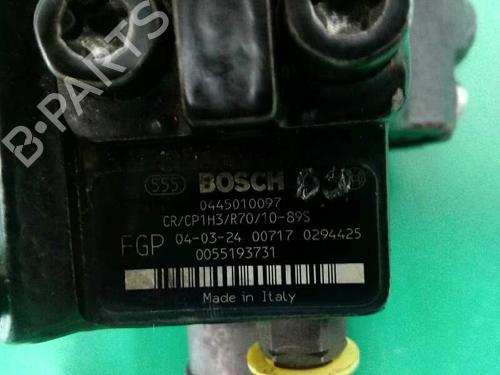 B-PARTS
555 BOSCH
0445010097
CR/CP1H3/R70/10-89S
FGP 04-03-24 00717 0294425
0055193731
Made in Italy